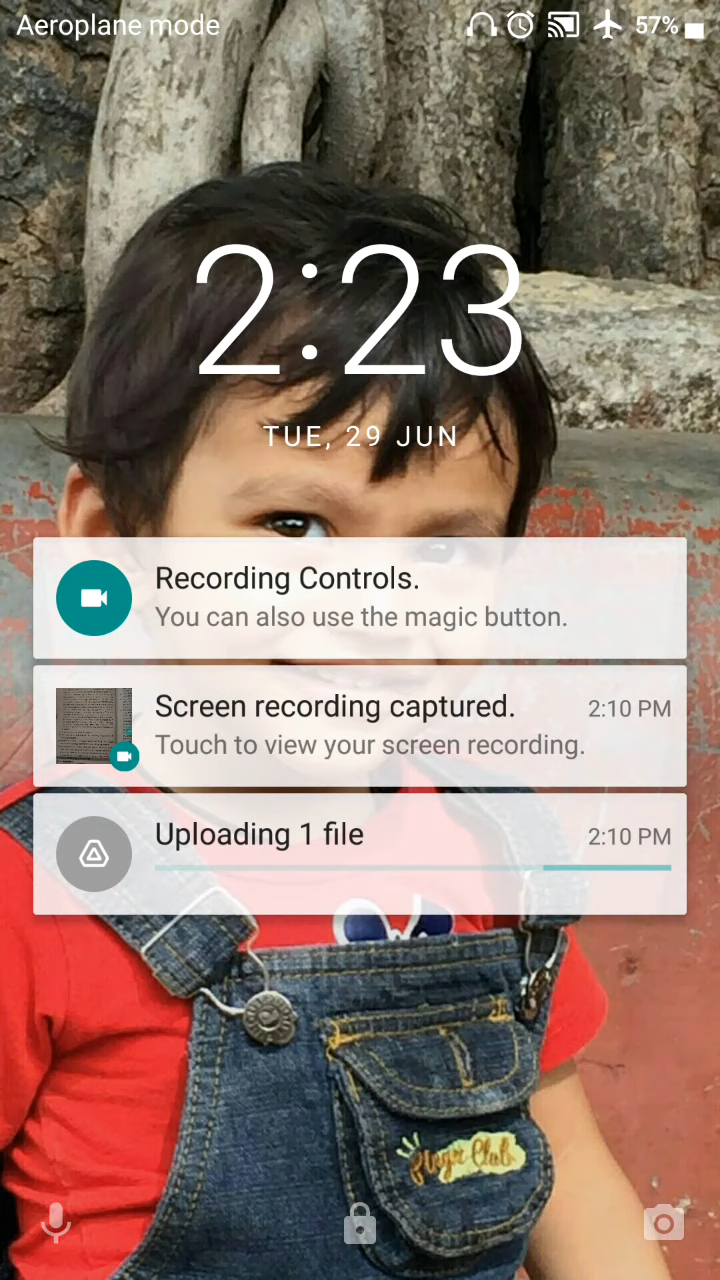 Aeroplane mode 57%
2:23
TUE, 29 JUN
Recording Controls.
You can also use the magic button.
Screen recording captured. 2:10 PM
Touch to view your screen recording.
Uploading 1 file 2:10 PM
Club